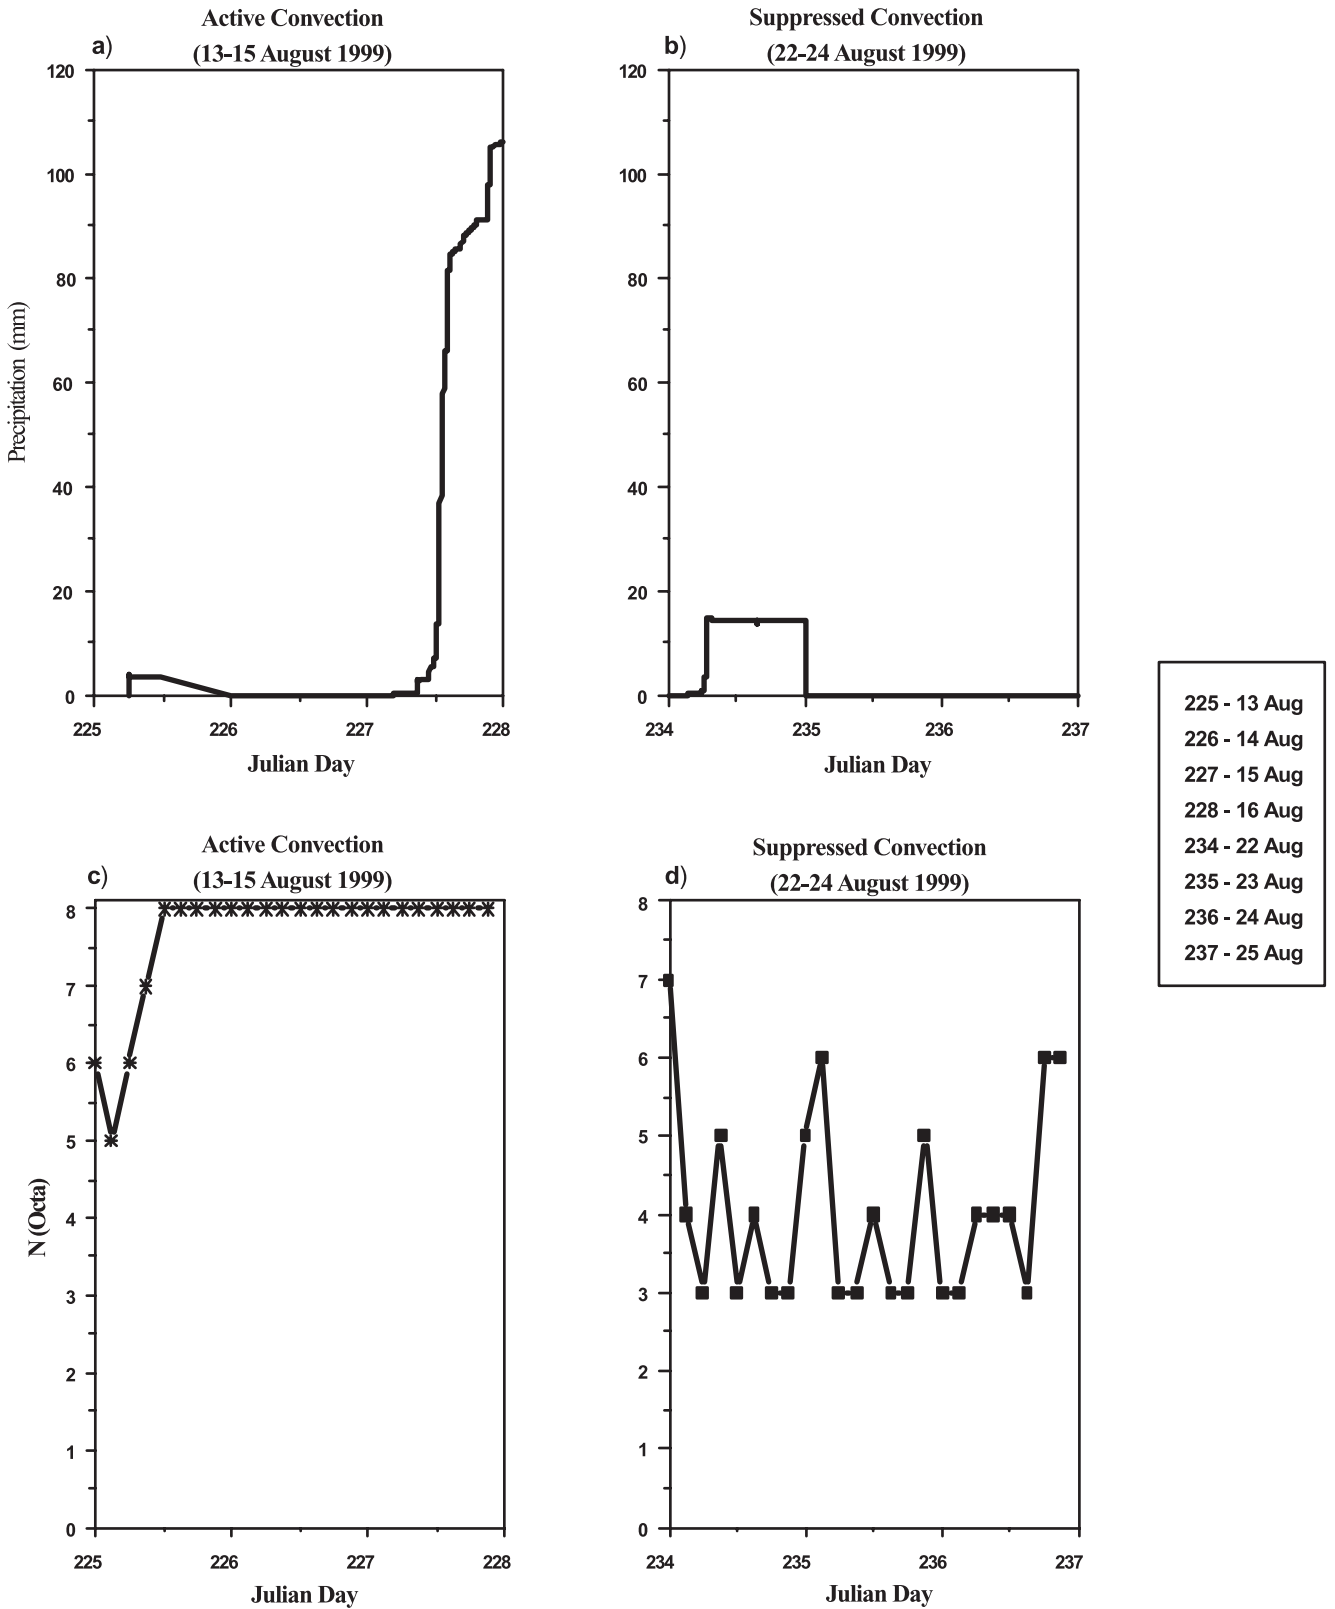 Active Convection
a)
(13-15 August 1999)
120
100
80
60
40
20
0
Precipitation (mm)
225
226
227
228
Julian Day
Suppressed Convection
b)
(22-24 August 1999)
120
100
80
60
40
20
0
234
235
236
237
Julian Day
225 - 13 Aug
226 - 14 Aug
227 - 15 Aug
228 - 16 Aug
234 - 22 Aug
235 - 23 Aug
236 - 24 Aug
237 - 25 Aug
Active Convection
c)
(13-15 August 1999)
8
7
6
5
4
3
2
1
0
N (Octa)
225
226
227
228
Julian Day
Suppressed Convection
d)
(22-24 August 1999)
8
7
6
5
4
3
2
1
0
234
235
236
237
Julian Day